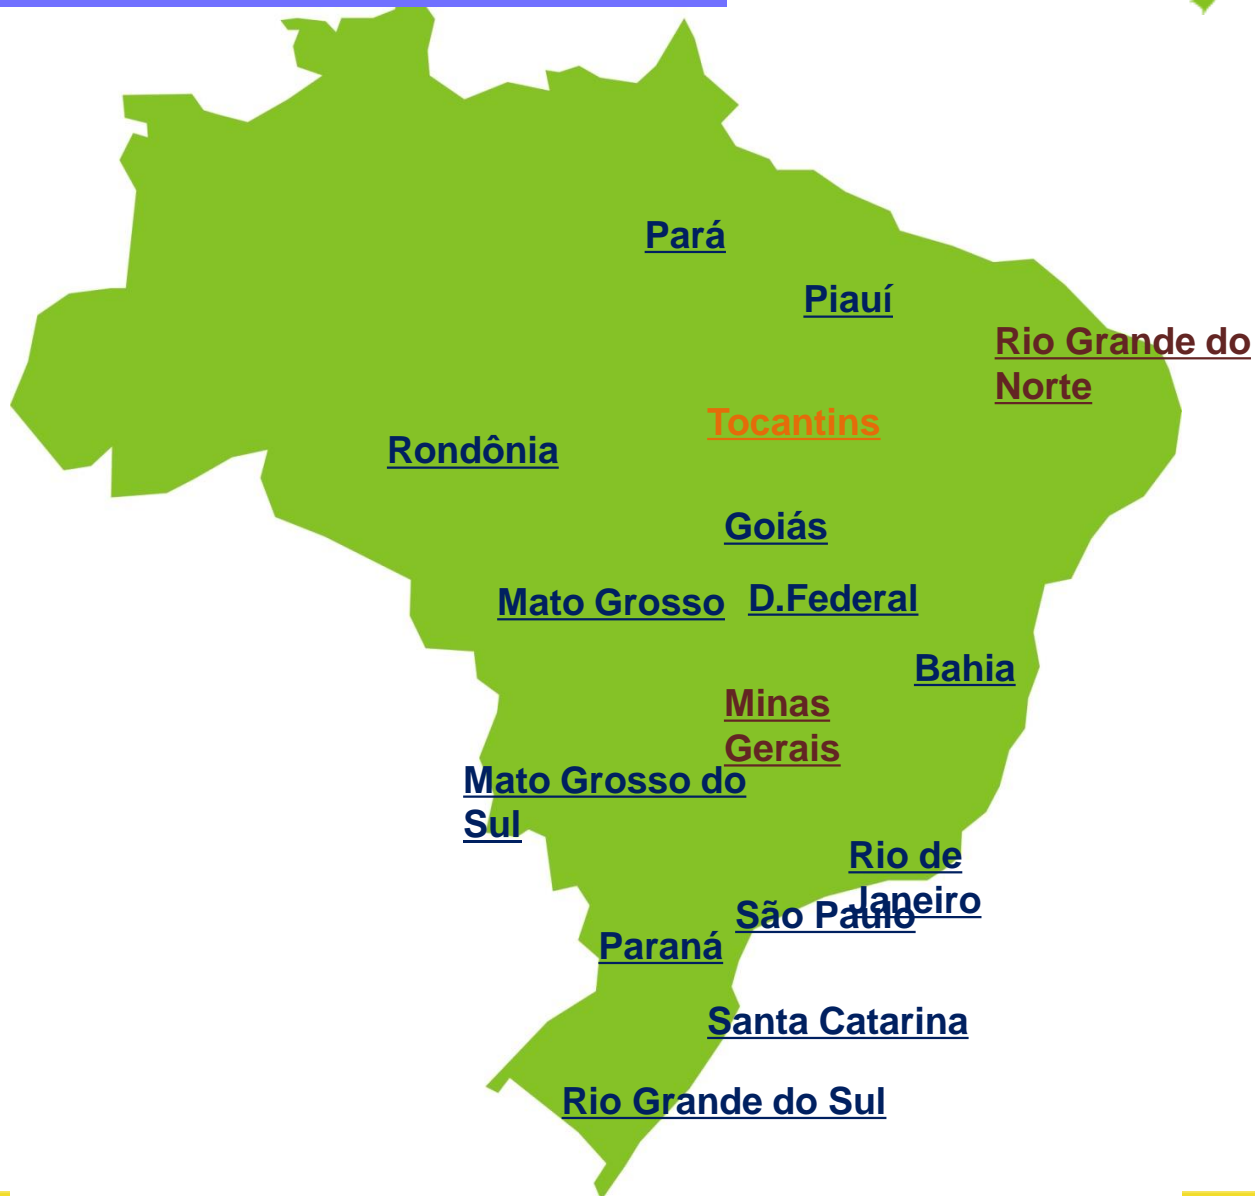 Pará
Piauí
Rio Grande do
Norte
Tocantins
Rondônia
Goiás
Mato Grosso
D.Federal
Bahia
Minas
Gerais
Mato Grosso do
Sul
Rio de
Janeiro
São Paulo
Paraná
Santa Catarina
Rio Grande do Sul